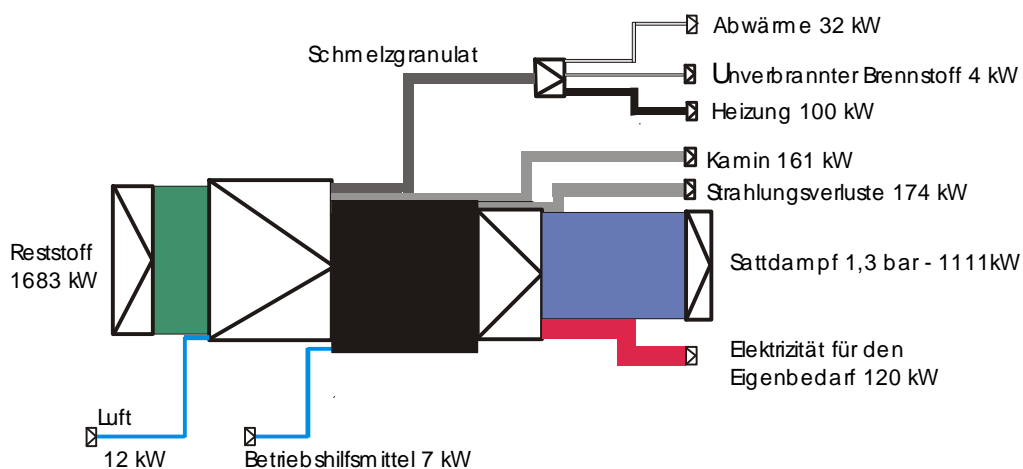 Abwärme 32 kW
Schmelzgranulat
Unverbrannter Brennstoff 4 kW
Heizung 100 kW
Kamin 161 kW
Strahlungsverluste 174 kW
Reststoff
1683 kW
Sattdampf 1,3 bar - 1111kW
Elektrizität für den
Eigenbedarf 120 kW
Luft
12 kW
Betriebshilfsmittel 7 kW